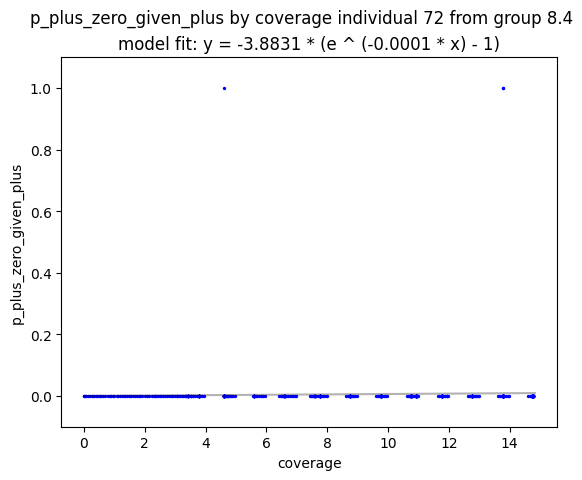 p_plus_zero_given_plus by coverage individual 72 from group 8.4
model fit: y = -3.8831 * (e ^ (-0.0001 * x) - 1)
p_plus_zero_given_plus
1.0
0.8
0.6
0.4
0.2
0.0
0 2 4 6 8 10 12 14
coverage